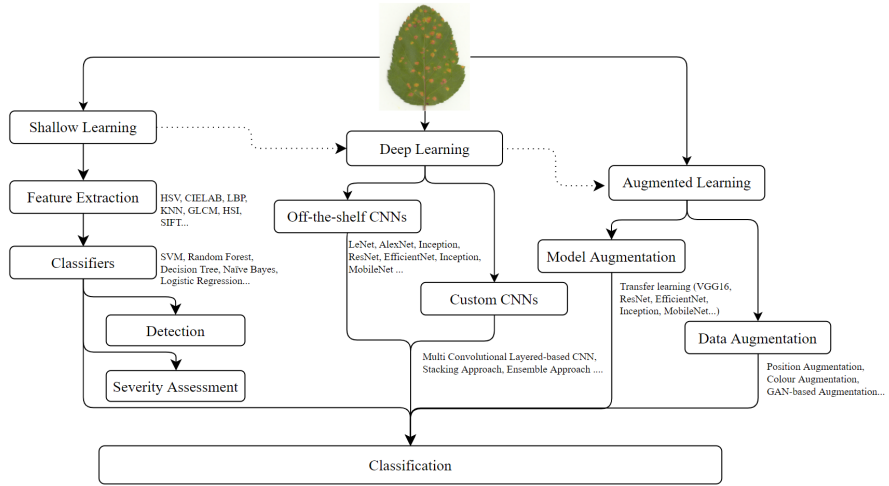 Shallow Learning
Deep Learning
Augmented Learning
Feature Extraction
HSV, CIELAB, LBP,
KNN, GLCM, HSI,
SIFT...
Off-the-shelf CNNs
LeNet, AlexNet, Inception,
ResNet, EfficientNet, Inception,
MobileNet ...
Classifiers
SVM, Random Forest,
Decision Tree, Naïve Bayes,
Logistic Regression...
Model Augmentation
Transfer learning (VGG16,
ResNet, EfficientNet,
Inception, MobileNet...)
Custom CNNs
Multi Convolutional Layered-based CNN,
Stacking Approach, Ensemble Approach ....
Detection
Data Augmentation
Position Augmentation,
Colour Augmentation,
GAN-based Augmentation...
Severity Assessment
Classification